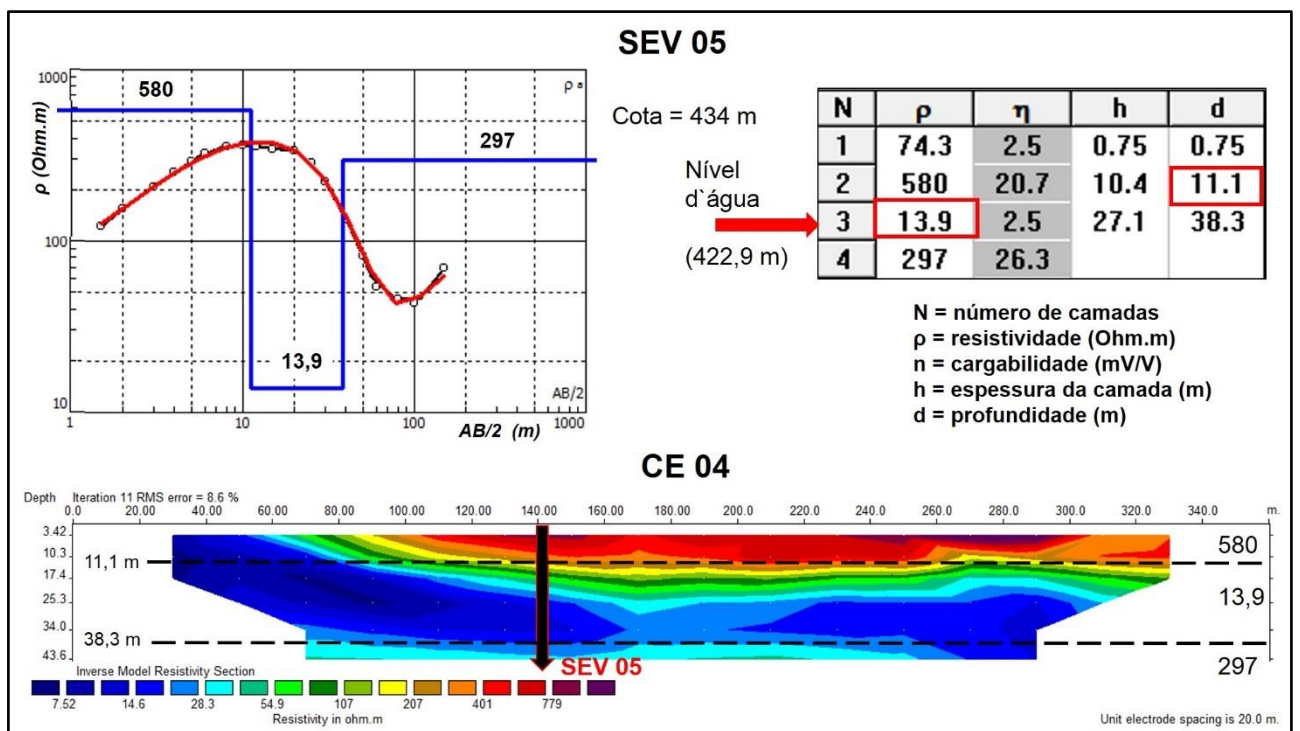 SEV 05
1000
580
ρ a
297
ρ (Ohm.m)
100
13,9
10
AB/2
1
10
100
1000
AB/2 (m)
Cota = 434 m
Nível
d`água
(422,9 m)
N ρ η h d
1 74.3 2.5 0.75 0.75
2 580 20.7 10.4 11.1
3 13.9 2.5 27.1 38.3
4 297 26.3
N = número de camadas
ρ = resistividade (Ohm.m)
n = cargabilidade (mV/V)
h = espessura da camada (m)
d = profundidade (m)
CE 04
Depth Iteration 11 RMS error = 8.6 %
0.0 20.00 40.00 60.00 80.00 100.00 120.00 140.00 160.00 180.0 200.0 220.0 240.0 260.0 280.0 300.0 320.0 340.0 m.
3.42
10.3
17.4
25.3
34.0
43.6
11,1 m
38,3 m
580
13,9
297
SEV 05
Inverse Model Resistivity Section
7.52 14.6 28.3 54.9 107 207 401 779
Resistivity in ohm.m
Unit electrode spacing is 20.0 m.